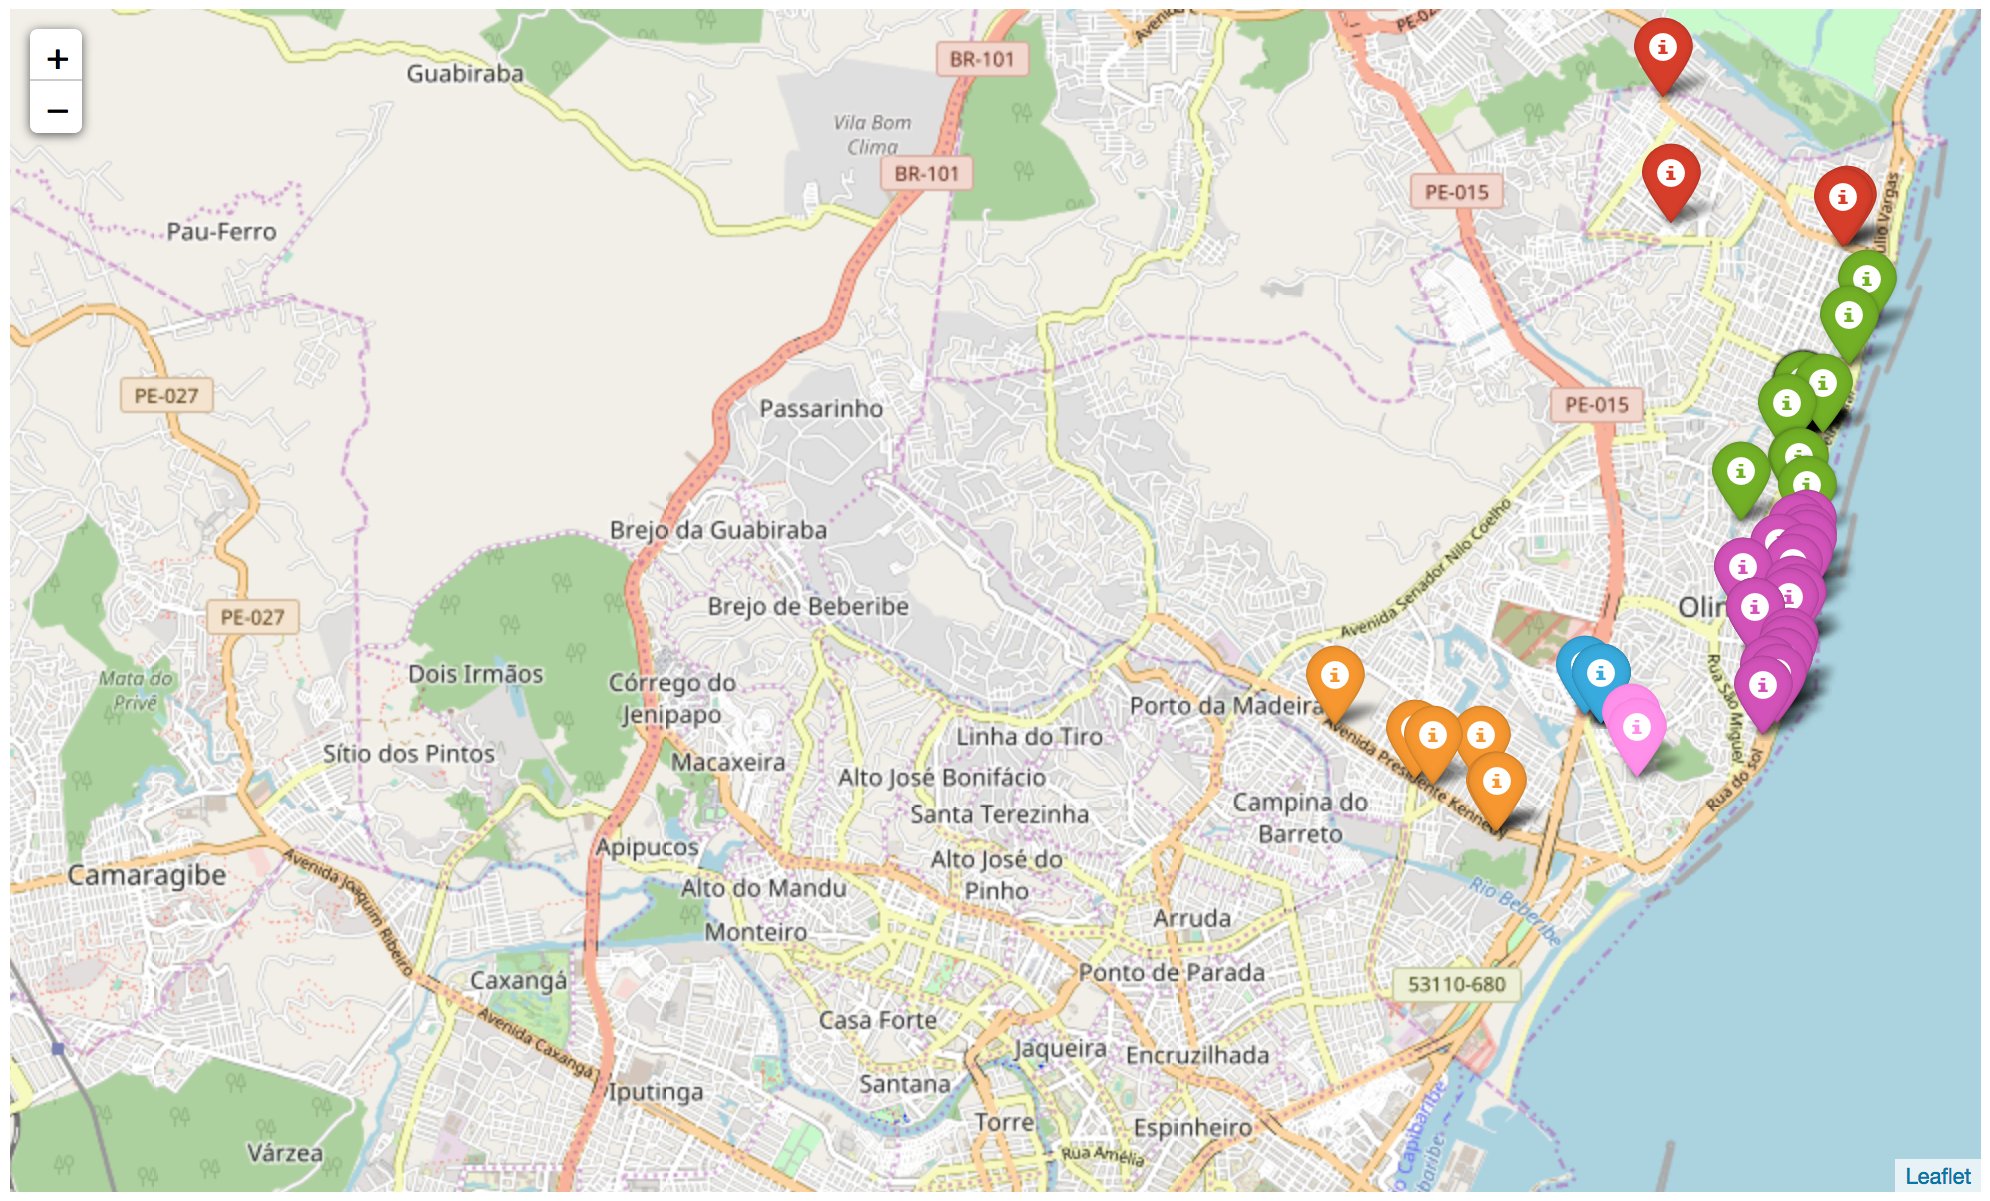 +
−
Guabiraba
BR-101
Vila Bom
Clima
BR-101
Pau-Ferro
PE-015
PE-027
Passarinho
PE-015
Brejo da Guabiraba
Avenida Senador Nilo Coelho
PE-027
Brejo de Beberibe
Mata do
Privê
Dois Irmãos
Córrego do
Jenipapo
Porto da Madeira
Rua São Miguel
Sítio dos Pintos
Macaxeira
Linha do Tiro
Avenida Presidente Kennedy
Alto José Bonifácio
Santa Terezinha
Campina do
Barreto
Rua do sol
Apipucos
Camaragibe
Avenida Joaquim Ribeiro
Alto do Mandu
Alto José do
Pinho
Rio Beberibe
Monteiro
Arruda
Caxangá
Ponto de Parada
53110-680
Avenida Caxangá
Casa Forte
Jaqueira
Encruzilhada
Iputinga
Santana
Torre
Espinheiro
Várzea
Rua Amélia
Leaflet